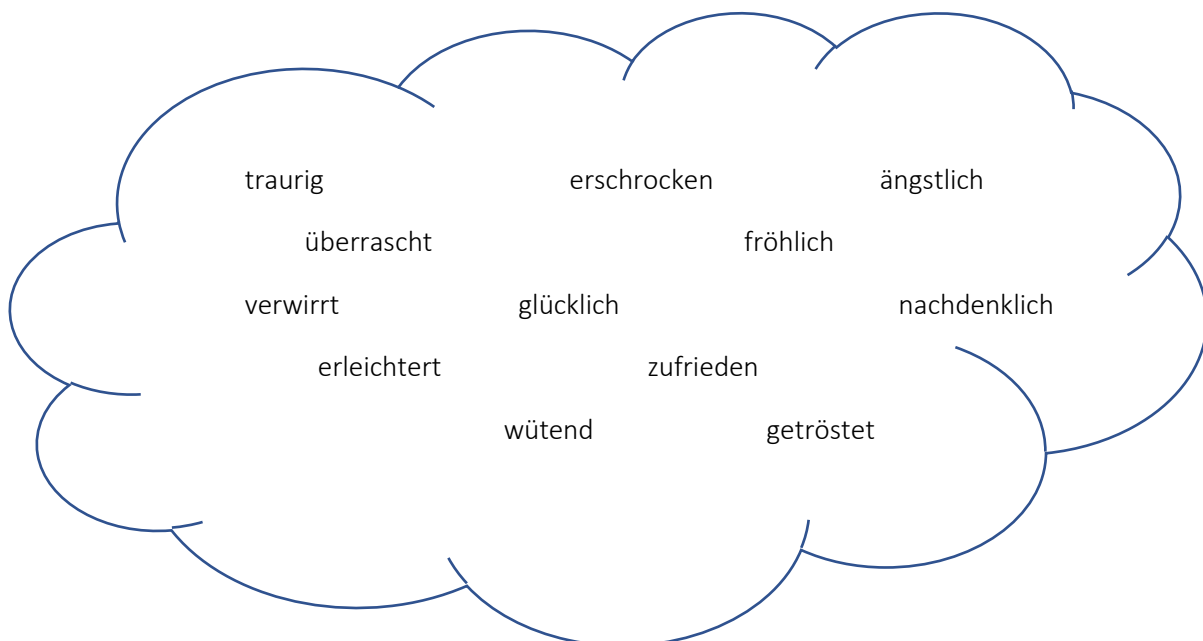 traurig erschrocken ängstlich
überrascht fröhlich
verwirrt glücklich nachdenklich
erleichtert zufrieden
wütend getröstet